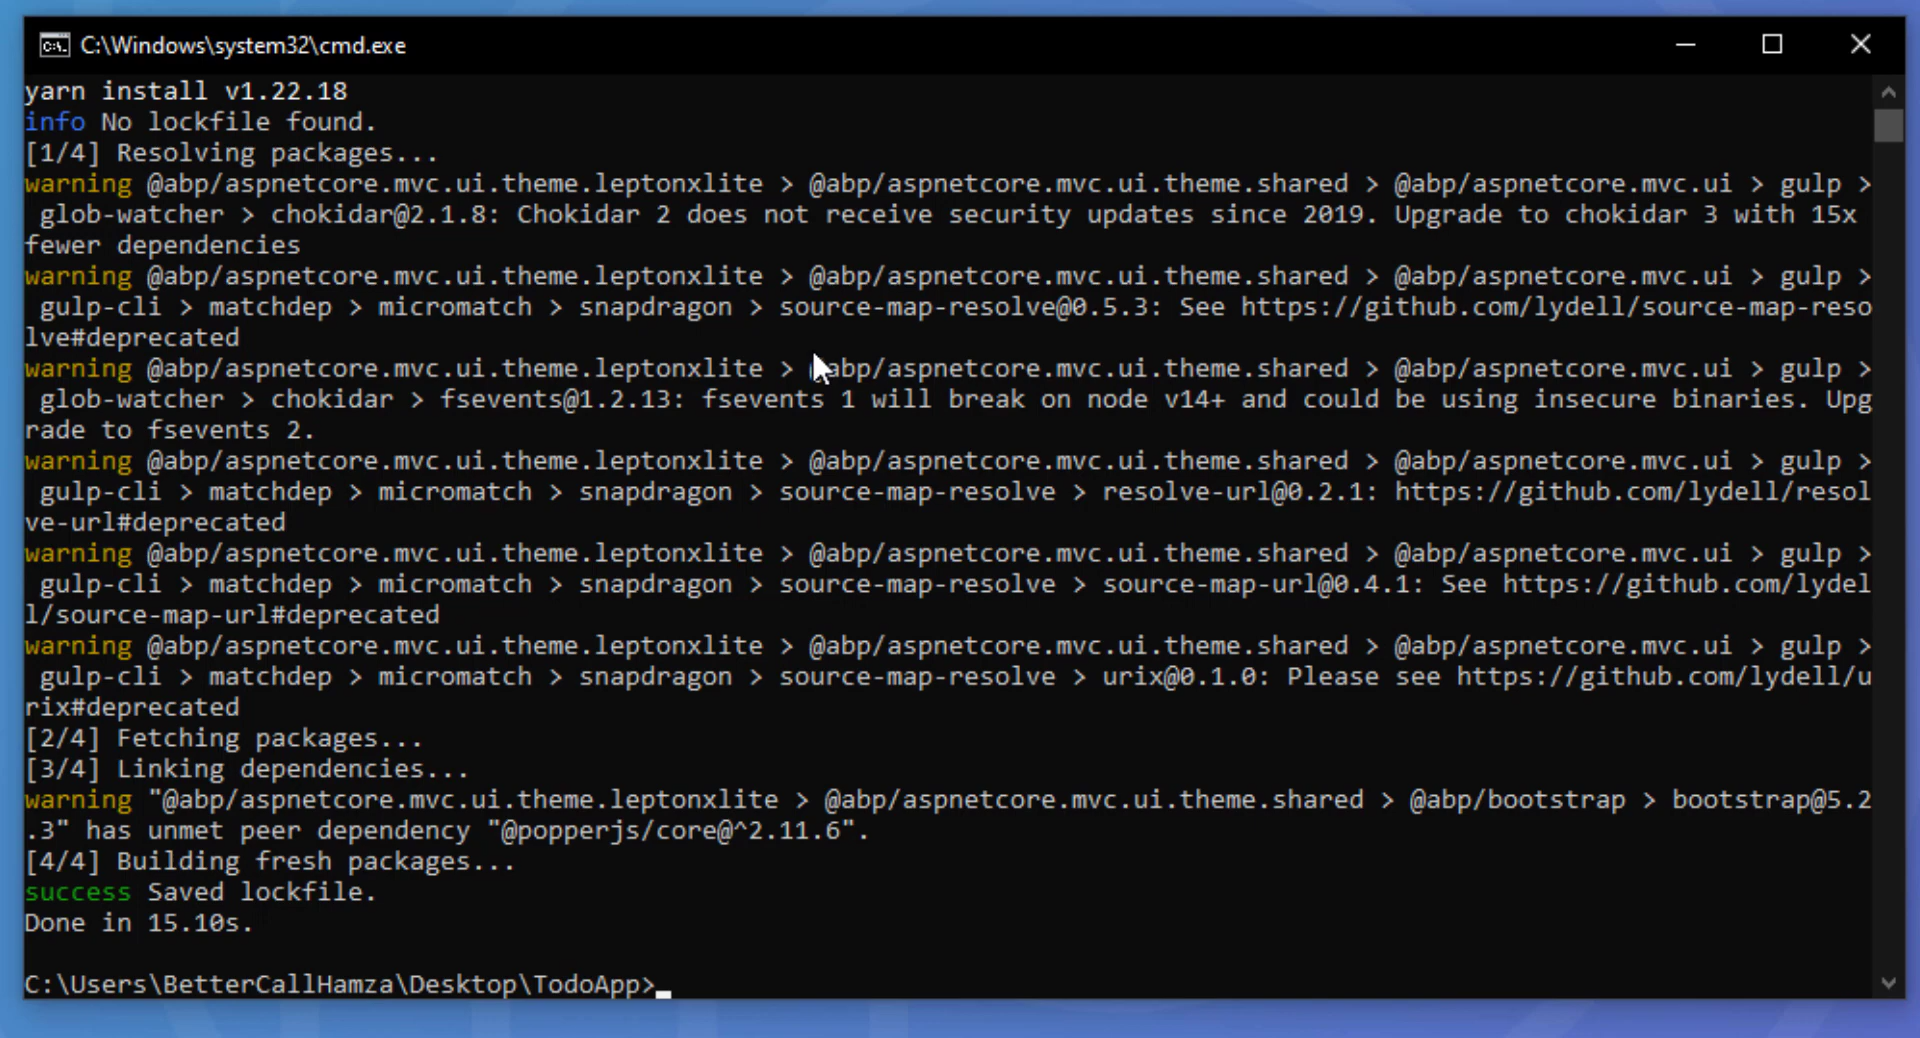 C:\Windows\system32\cmd.exe
yarn install v1.22.18
info No lockfile found.
[1/4] Resolving packages...
warning @abp/aspnetcore.mvc.ui.theme.leptonxlite > @abp/aspnetcore.mvc.ui.theme.shared > @abp/aspnetcore.mvc.ui > gulp >
glob-watcher > chokidar@2.1.8: Chokidar 2 does not receive security updates since 2019. Upgrade to chokidar 3 with 15x
fewer dependencies
warning @abp/aspnetcore.mvc.ui.theme.leptonxlite > @abp/aspnetcore.mvc.ui.theme.shared > @abp/aspnetcore.mvc.ui > gulp >
gulp-cli > matchdep > micromatch > snapdragon > source-map-resolve@0.5.3: See https://github.com/lydell/source-map-reso
lve#deprecated
warning @abp/aspnetcore.mvc.ui.theme.leptonxlite > @abp/aspnetcore.mvc.ui.theme.shared > @abp/aspnetcore.mvc.ui > gulp >
glob-watcher > chokidar > fsevents@1.2.13: fsevents 1 will break on node v14+ and could be using insecure binaries. Upg
rade to fsevents 2.
warning @abp/aspnetcore.mvc.ui.theme.leptonxlite > @abp/aspnetcore.mvc.ui.theme.shared > @abp/aspnetcore.mvc.ui > gulp >
gulp-cli > matchdep > micromatch > snapdragon > source-map-resolve > resolve-url@0.2.1: https://github.com/lydell/resol
ve-url#deprecated
warning @abp/aspnetcore.mvc.ui.theme.leptonxlite > @abp/aspnetcore.mvc.ui.theme.shared > @abp/aspnetcore.mvc.ui > gulp >
gulp-cli > matchdep > micromatch > snapdragon > source-map-resolve > source-map-url@0.4.1: See https://github.com/lydel
l/source-map-url#deprecated
warning @abp/aspnetcore.mvc.ui.theme.leptonxlite > @abp/aspnetcore.mvc.ui.theme.shared > @abp/aspnetcore.mvc.ui > gulp >
gulp-cli > matchdep > micromatch > snapdragon > source-map-resolve > urix@0.1.0: Please see https://github.com/lydell/u
rix#deprecated
[2/4] Fetching packages...
[3/4] Linking dependencies...
warning "@abp/aspnetcore.mvc.ui.theme.leptonxlite > @abp/aspnetcore.mvc.ui.theme.shared > @abp/bootstrap > bootstrap@5.2
.3" has unmet peer dependency "@popperjs/core@^2.11.6".
[4/4] Building fresh packages...
success Saved lockfile.
Done in 15.10s.
C:\Users\BetterCallHamza\Desktop\TodoApp>